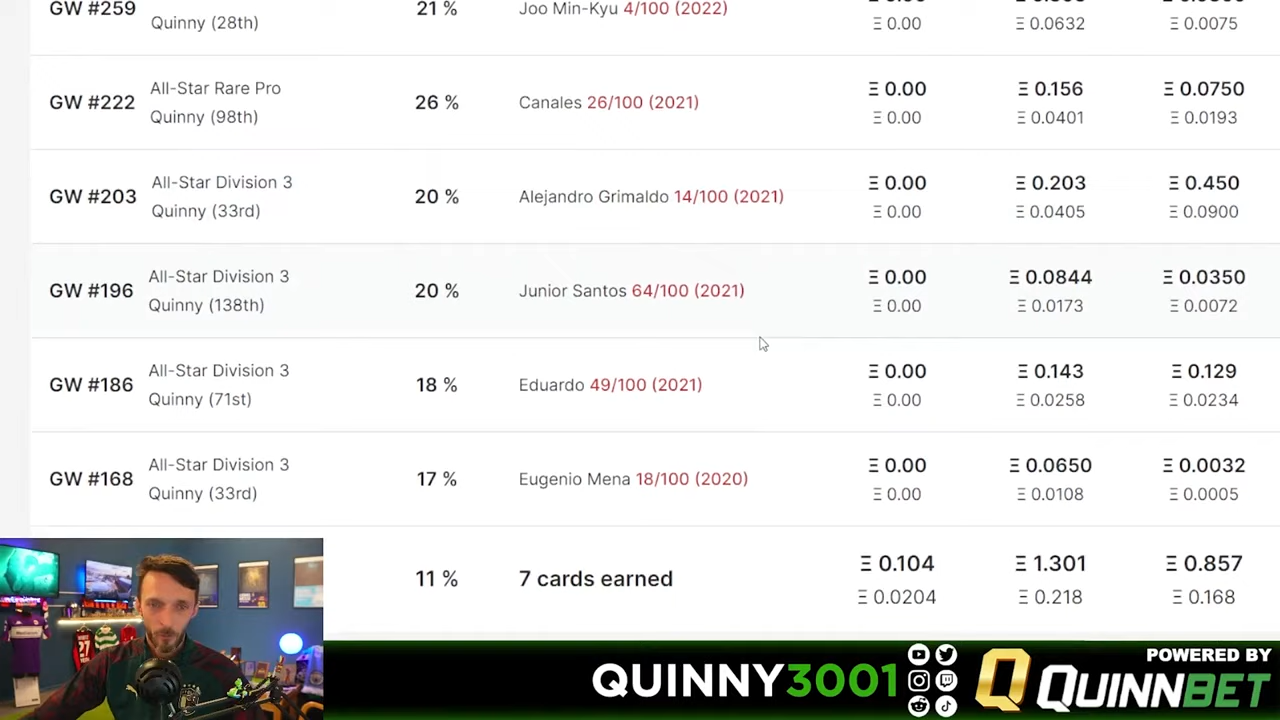 GW #259
Quinny (28th)
21 %
Joo Min-Kyu 4/100 (2022)
Ξ 0.00
Ξ 0.0632
Ξ 0.0075
GW #222
All-Star Rare Pro
Quinny (98th)
26 %
Canales 26/100 (2021)
Ξ 0.00
Ξ 0.00
Ξ 0.156
Ξ 0.0401
Ξ 0.0750
Ξ 0.0193
GW #203
All-Star Division 3
Quinny (33rd)
20 %
Alejandro Grimaldo 14/100 (2021)
Ξ 0.00
Ξ 0.00
Ξ 0.203
Ξ 0.0405
Ξ 0.450
Ξ 0.0900
GW #196
All-Star Division 3
Quinny (138th)
20 %
Junior Santos 64/100 (2021)
Ξ 0.00
Ξ 0.00
Ξ 0.0844
Ξ 0.0173
Ξ 0.0350
Ξ 0.0072
GW #186
All-Star Division 3
Quinny (71st)
18 %
Eduardo 49/100 (2021)
Ξ 0.00
Ξ 0.00
Ξ 0.143
Ξ 0.0258
Ξ 0.129
Ξ 0.0234
GW #168
All-Star Division 3
Quinny (33rd)
17 %
Eugenio Mena 18/100 (2020)
Ξ 0.00
Ξ 0.00
Ξ 0.0650
Ξ 0.0108
Ξ 0.0032
Ξ 0.0005
11 %
7 cards earned
Ξ 0.104
Ξ 0.0204
Ξ 1.301
Ξ 0.218
Ξ 0.857
Ξ 0.168
QUINNY3001
POWERED BY
QUINNBET